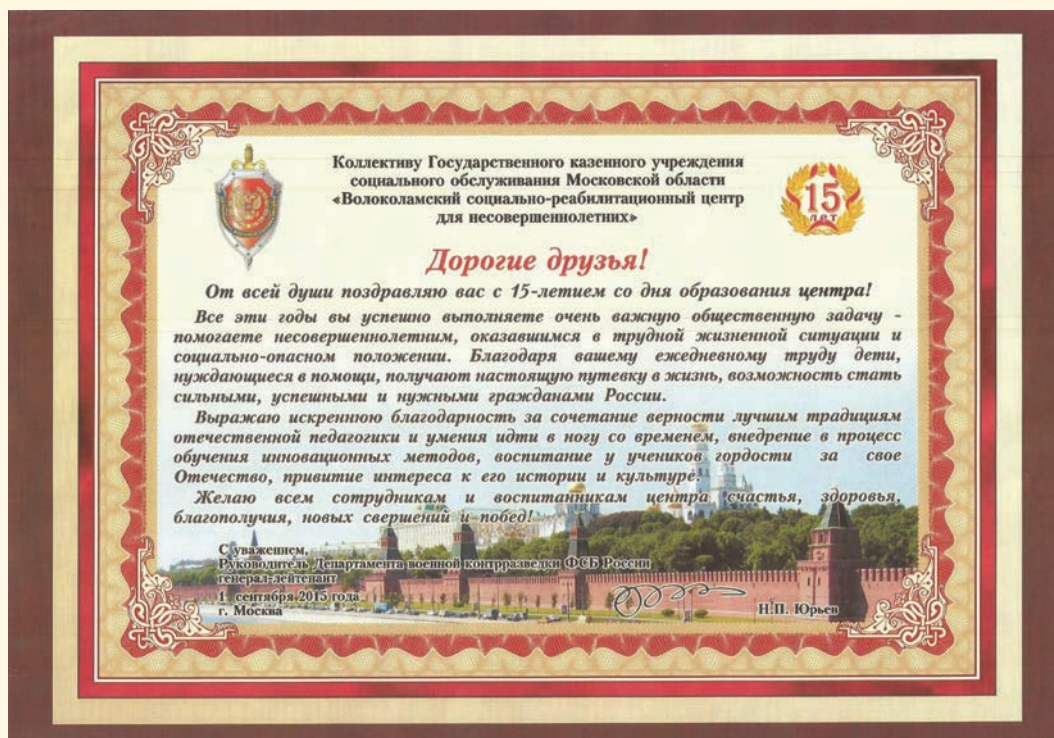 Коллективу Государственного казенного учреждения
социального обслуживания Московской области
«Волоколамский социально-реабилитационный центр
для несовершеннолетних»
15
лет
Дорогие друзья!
От всей души поздравляю вас с 15-летием со дня образования центра!
Все эти годы вы успешно выполняете очень важную общественную задачу -
помогаете несовершеннолетним, оказавшимся в трудной жизненной ситуации и
социально-опасном положении. Благодаря вашему ежедневному труду дети,
нуждающиеся в помощи, получают настоящую путевку в жизнь, возможность стать
сильными, успешными и нужными гражданами России.
Выражаю искреннюю благодарность за сочетание верности лучшим традициям
отечественной педагогики и умения идти в ногу со временем, внедрение в процесс
обучения инновационных методов, воспитание у учеников гордости за свое
Отечество, привитие интереса к его истории и культуре.
Желаю всем сотрудникам и воспитанникам центра счастья, здоровья,
благополучия, новых свершений и побед!
С уважением,
Руководитель Департамента военной контрразведки ФСБ России
генерал-лейтенант
1 сентября 2015 года
г. Москва
Н.П. Юрьев